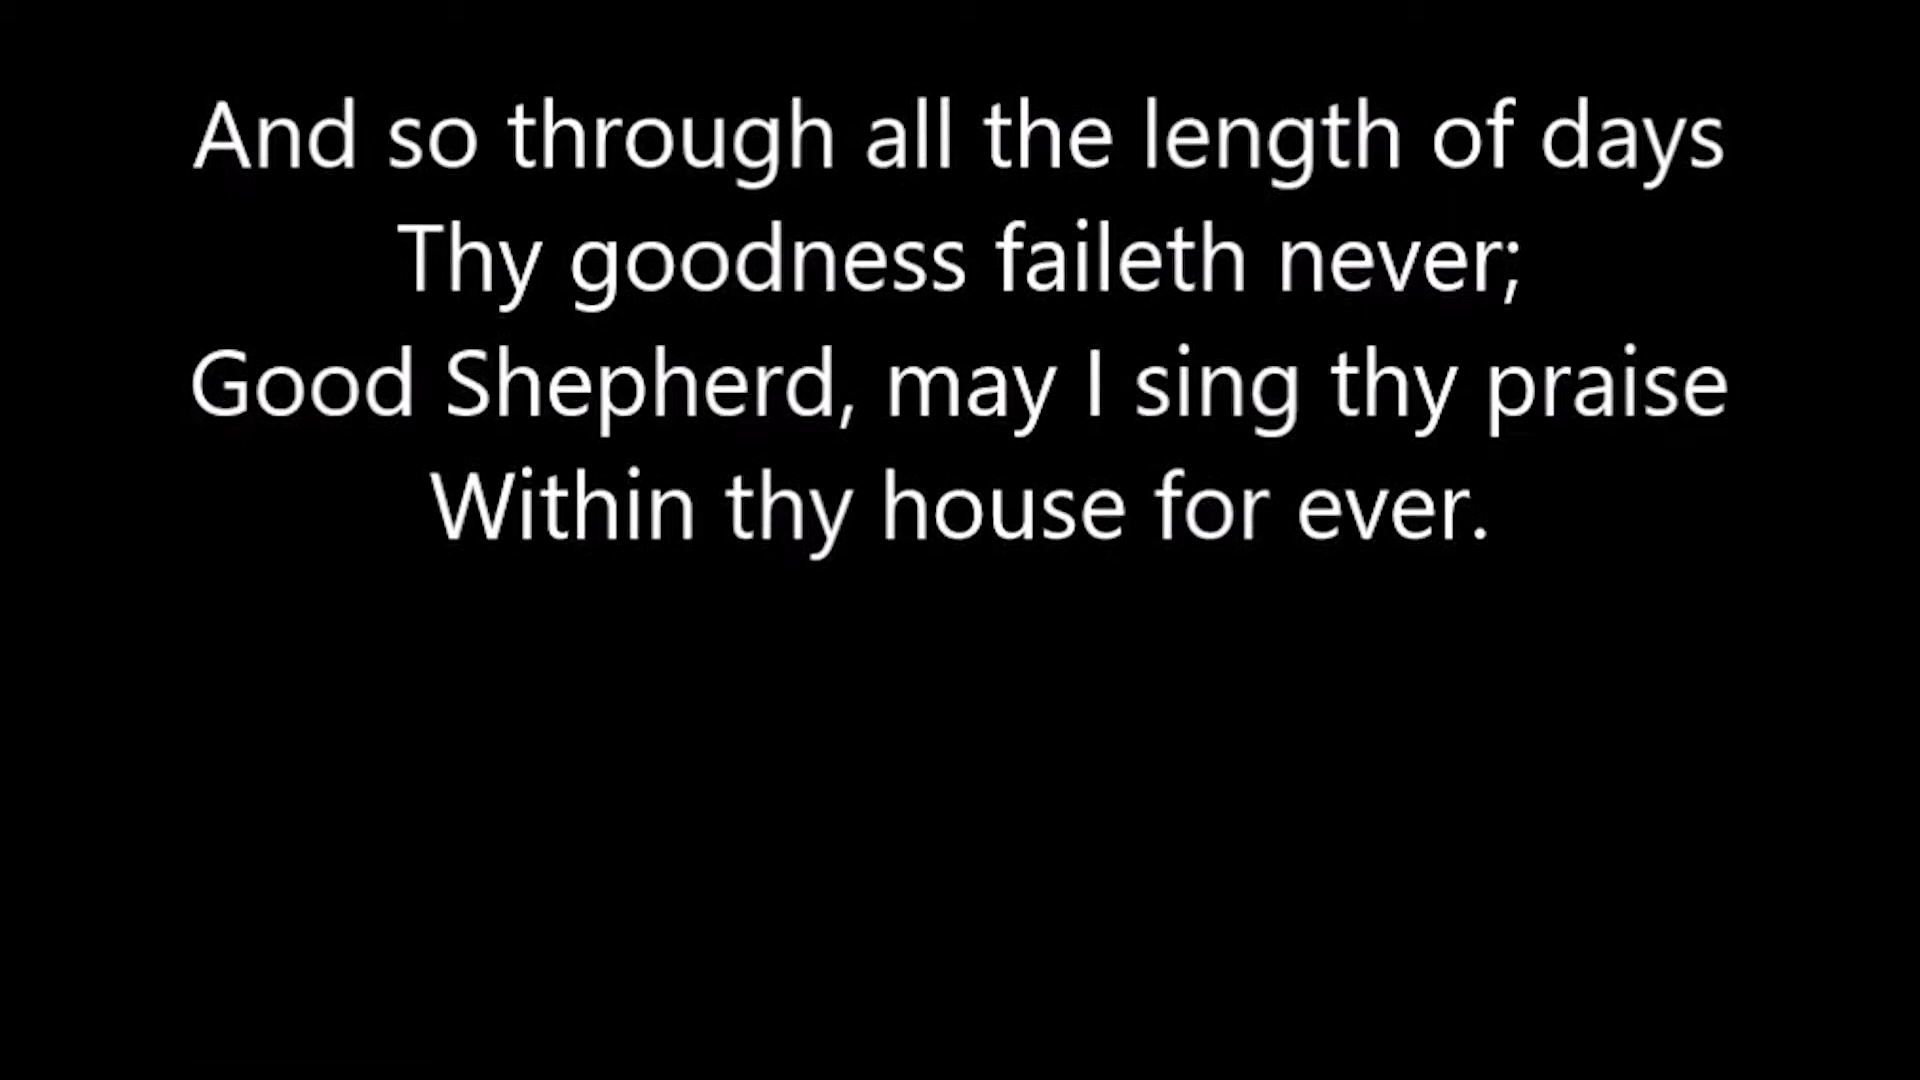 And so through all the length of days
Thy goodness faileth never;
Good Shepherd, may I sing thy praise
Within thy house for ever.